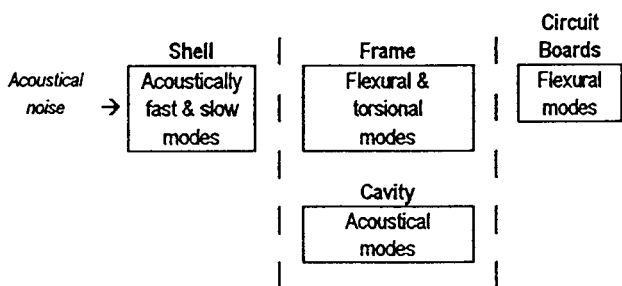 Acoustical
noise →
Shell
Acoustically
fast & slow
modes
Frame
Flexural &
torsional
modes
Cavity
Acoustical
modes
Circuit
Boards
Flexural
modes